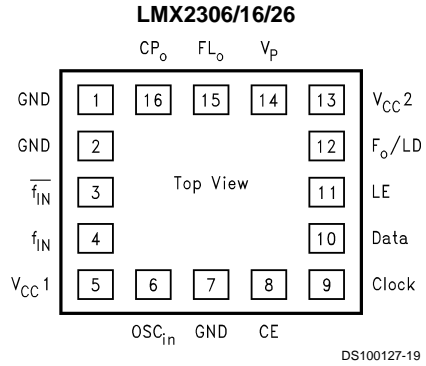 LMX2306/16/26
CPo FLo VP
GND 1 16 15 14 13 VCC2
GND 2 12 Fo/LD
f̅I̅N̅ 3 Top View 11 LE
fIN 4 10 Data
VCC1 5 6 7 8 9 Clock
OSCin GND CE
DS100127-19